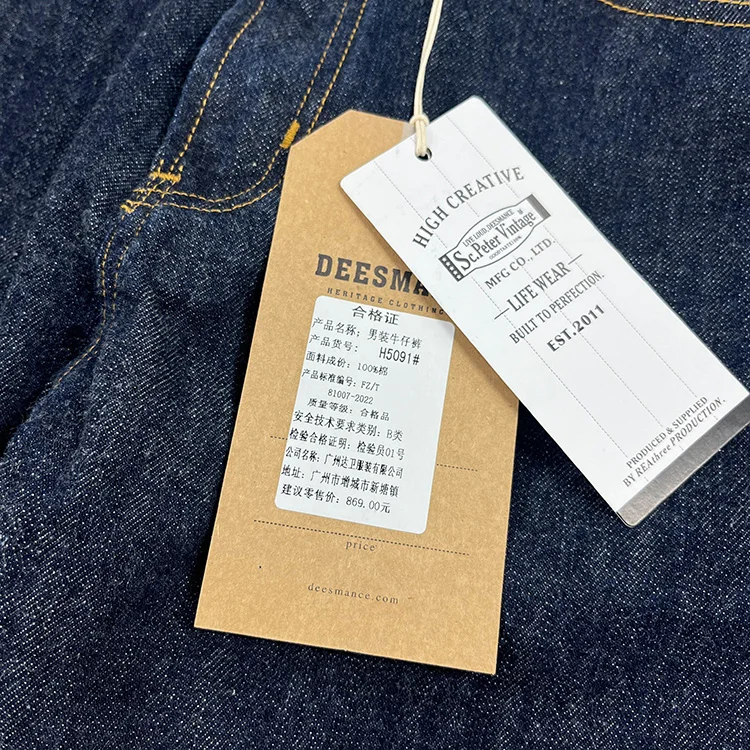 DEESMA
HERITAGE CLOTHING
合格证
产品名称: 男装牛仔裤
产品货号: H5091#
面料成份: 100%棉
产品标准编号: FZ/T
81007-2022
质量等级: 合格品
安全技术要求类别: B类
检验合格证明: 检验员01号
公司名称: 广州达卫服装有限公司
地址: 广州市增城市新塘镇
建议零售价: 869.00元
price
deesmance.com
HIGH CREATIVE
LIVE LOUD, DEESMANCE
Sc.Peter Vintage
MFG CO., LTD.
LIFE WEAR
BUILT TO PERFECTION.
EST.2011
PRODUCED & SUPPLIED
BY REAthree PRODUCTION.